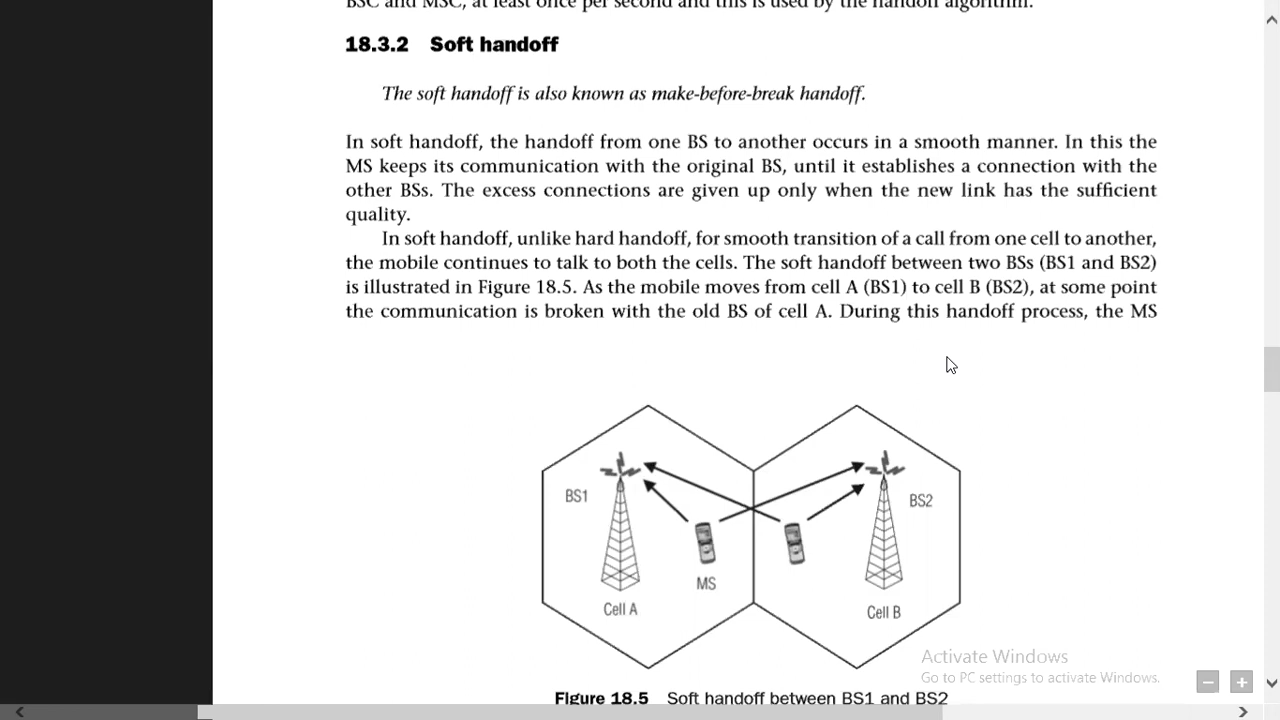 BSC and MSC, at least once per second and this is used by the handoff algorithm.
18.3.2 Soft handoff
The soft handoff is also known as make-before-break handoff.
In soft handoff, the handoff from one BS to another occurs in a smooth manner. In this the
MS keeps its communication with the original BS, until it establishes a connection with the
other BSs. The excess connections are given up only when the new link has the sufficient
quality.
In soft handoff, unlike hard handoff, for smooth transition of a call from one cell to another,
the mobile continues to talk to both the cells. The soft handoff between two BSs (BS1 and BS2)
is illustrated in Figure 18.5. As the mobile moves from cell A (BS1) to cell B (BS2), at some point
the communication is broken with the old BS of cell A. During this handoff process, the MS
BS1
BS2
MS
Cell A
Cell B
Activate Windows
Go to PC settings to activate Windows.
Figure 18.5 Soft handoff between BS1 and BS2